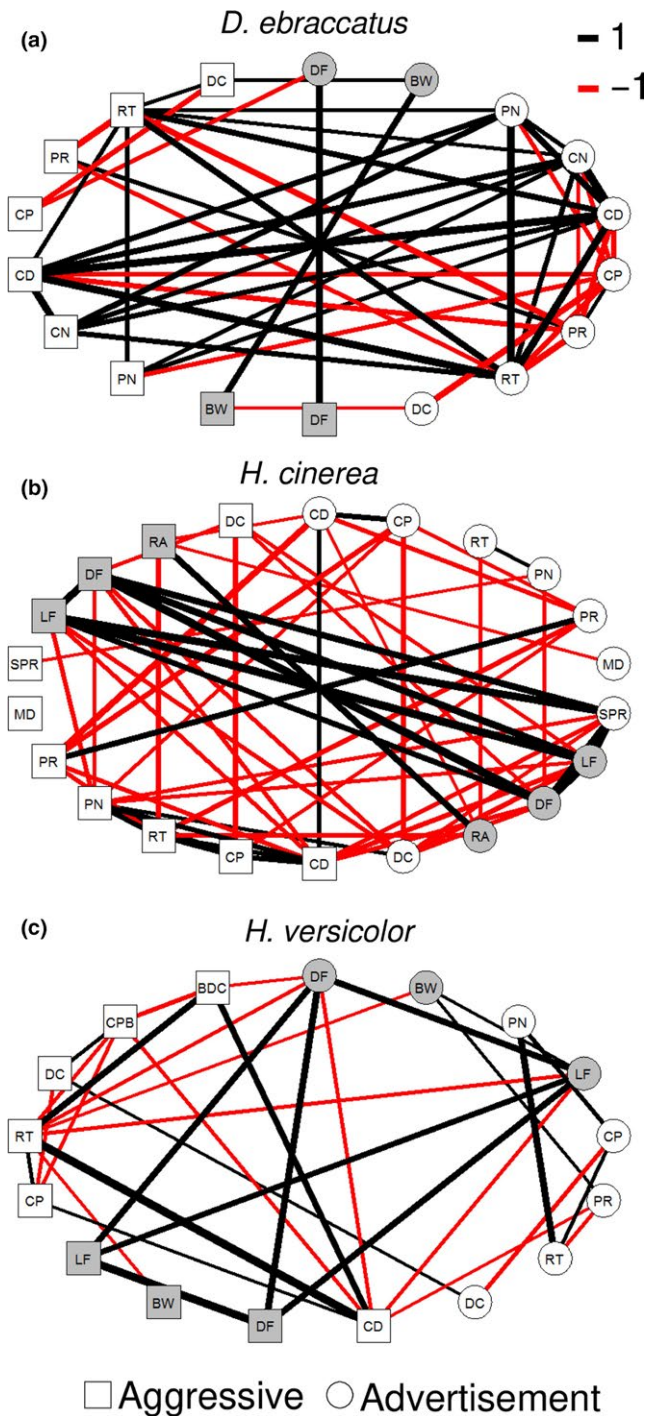 (a) D. ebraccatus
1
-1
DF
DC
BW
RT
PN
PR
CN
CP
CD
CD
CP
CN
PR
PN
RT
BW
DF
DC
(b) H. cinerea
CD
CP
DC
RA
RT
DF
PN
LF
PR
SPR
MD
MD
SPR
PR
LF
PN
DF
RT
RA
CP
CD
DC
(c) H. versicolor
DF
BDC
BW
CPB
PN
DC
LF
RT
CP
CP
PR
LF
RT
BW
DC
DF
CD
Aggressive Advertisement